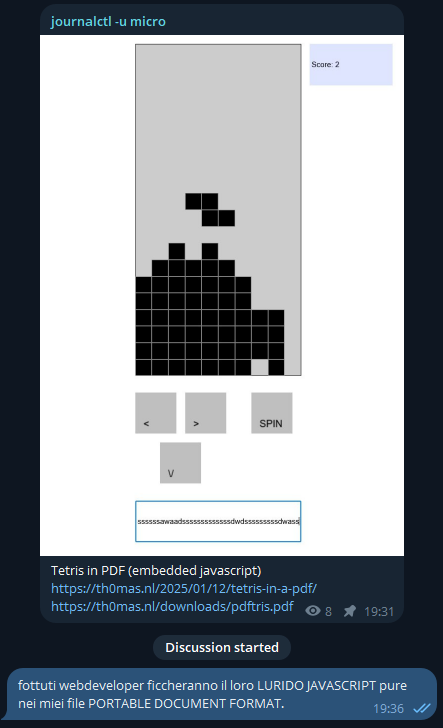 journalctl -u micro
Score: 2
<
>
SPIN
V
ssssssawaadsssssssssssssdwdsssssssssdwass
Tetris in PDF (embedded javascript)
https://th0mas.nl/2025/01/12/tetris-in-a-pdf/
https://th0mas.nl/downloads/pdftris.pdf
8
19:31
Discussion started
fottuti webdeveloper ficcheranno il loro LURIDO JAVASCRIPT pure
nei miei file PORTABLE DOCUMENT FORMAT.
19:36